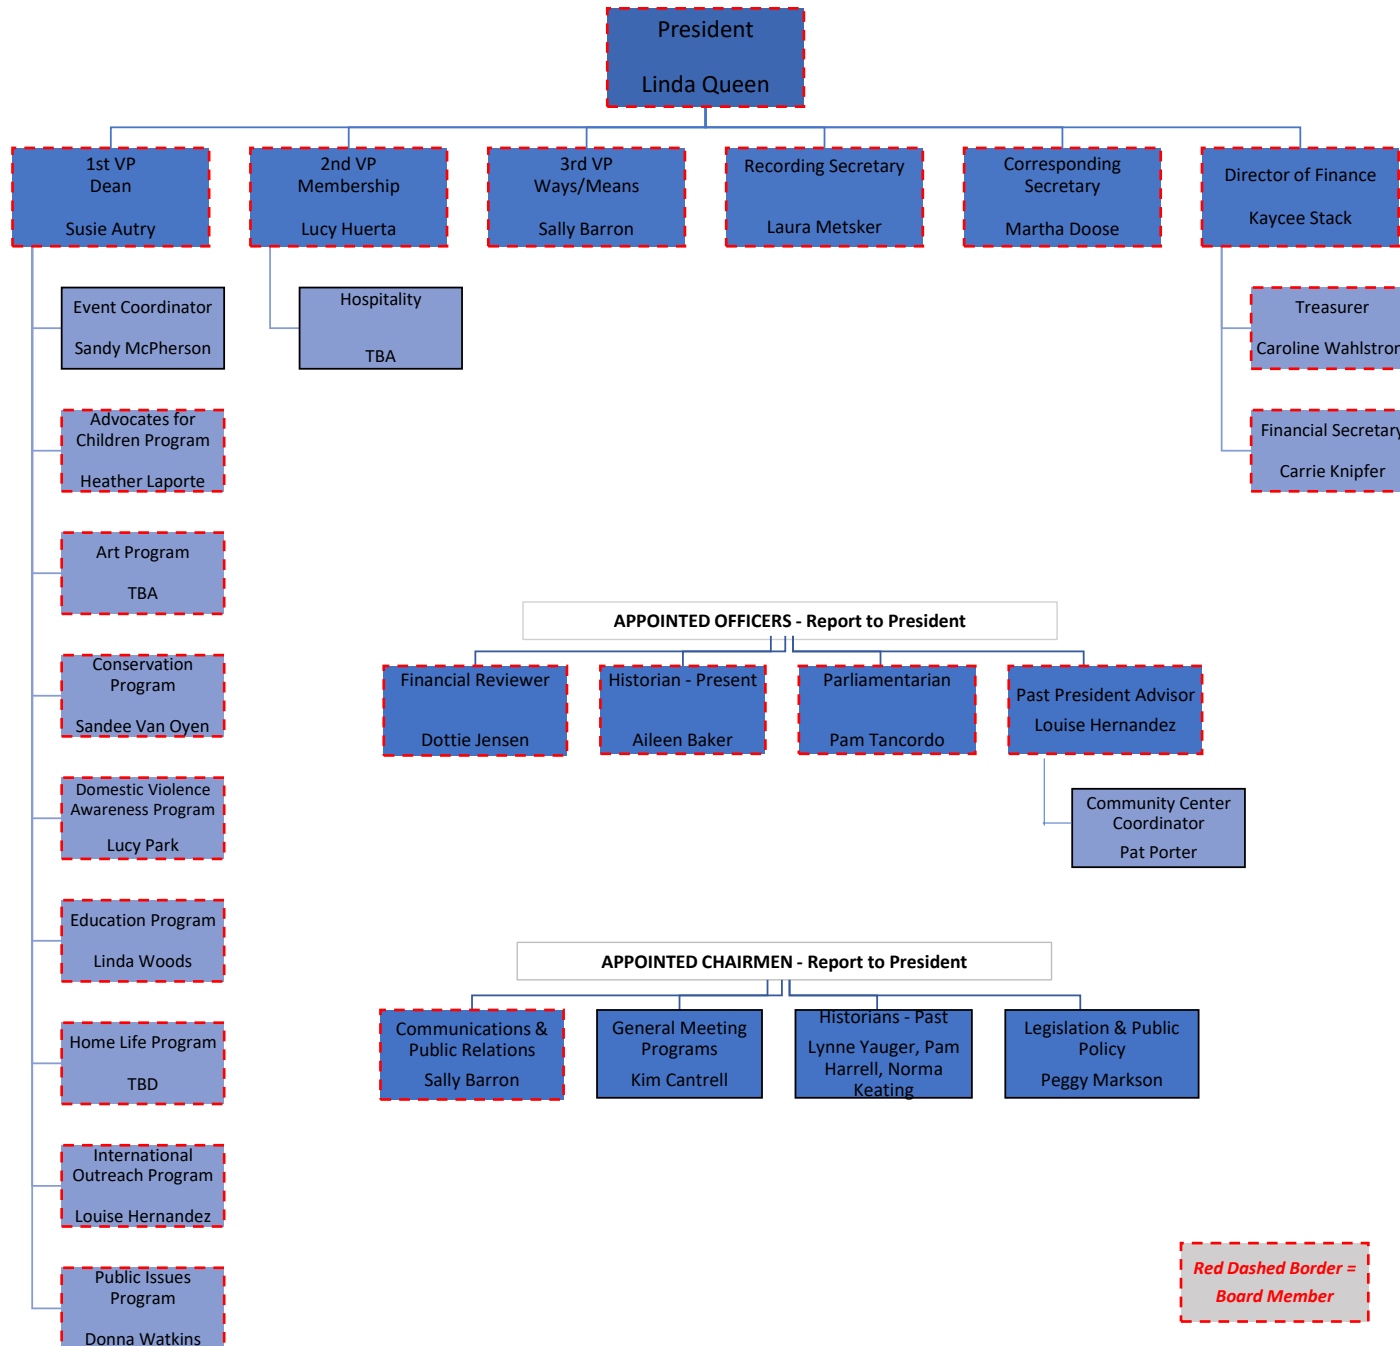 President
Linda Queen
1st VP
Dean
Susie Autry
2nd VP
Membership
Lucy Huerta
3rd VP
Ways/Means
Sally Barron
Recording Secretary
Laura Metsker
Corresponding
Secretary
Martha Doose
Director of Finance
Kaycee Stack
Event Coordinator
Sandy McPherson
Hospitality
TBA
Treasurer
Caroline Wahlstrom
Advocates for
Children Program
Heather Laporte
Financial Secretary
Carrie Knipfer
Art Program
TBA
APPOINTED OFFICERS - Report to President
Conservation
Program
Sandee Van Oyen
Financial Reviewer
Dottie Jensen
Historian - Present
Aileen Baker
Parliamentarian
Pam Tancordo
Past President Advisor
Louise Hernandez
Domestic Violence
Awareness Program
Lucy Park
Community Center
Coordinator
Pat Porter
Education Program
Linda Woods
APPOINTED CHAIRMEN - Report to President
Home Life Program
TBD
Communications &
Public Relations
Sally Barron
General Meeting
Programs
Kim Cantrell
Historians - Past
Lynne Yauger, Pam
Harrell, Norma
Keating
Legislation & Public
Policy
Peggy Markson
International
Outreach Program
Louise Hernandez
Public Issues
Program
Donna Watkins
Red Dashed Border =
Board Member